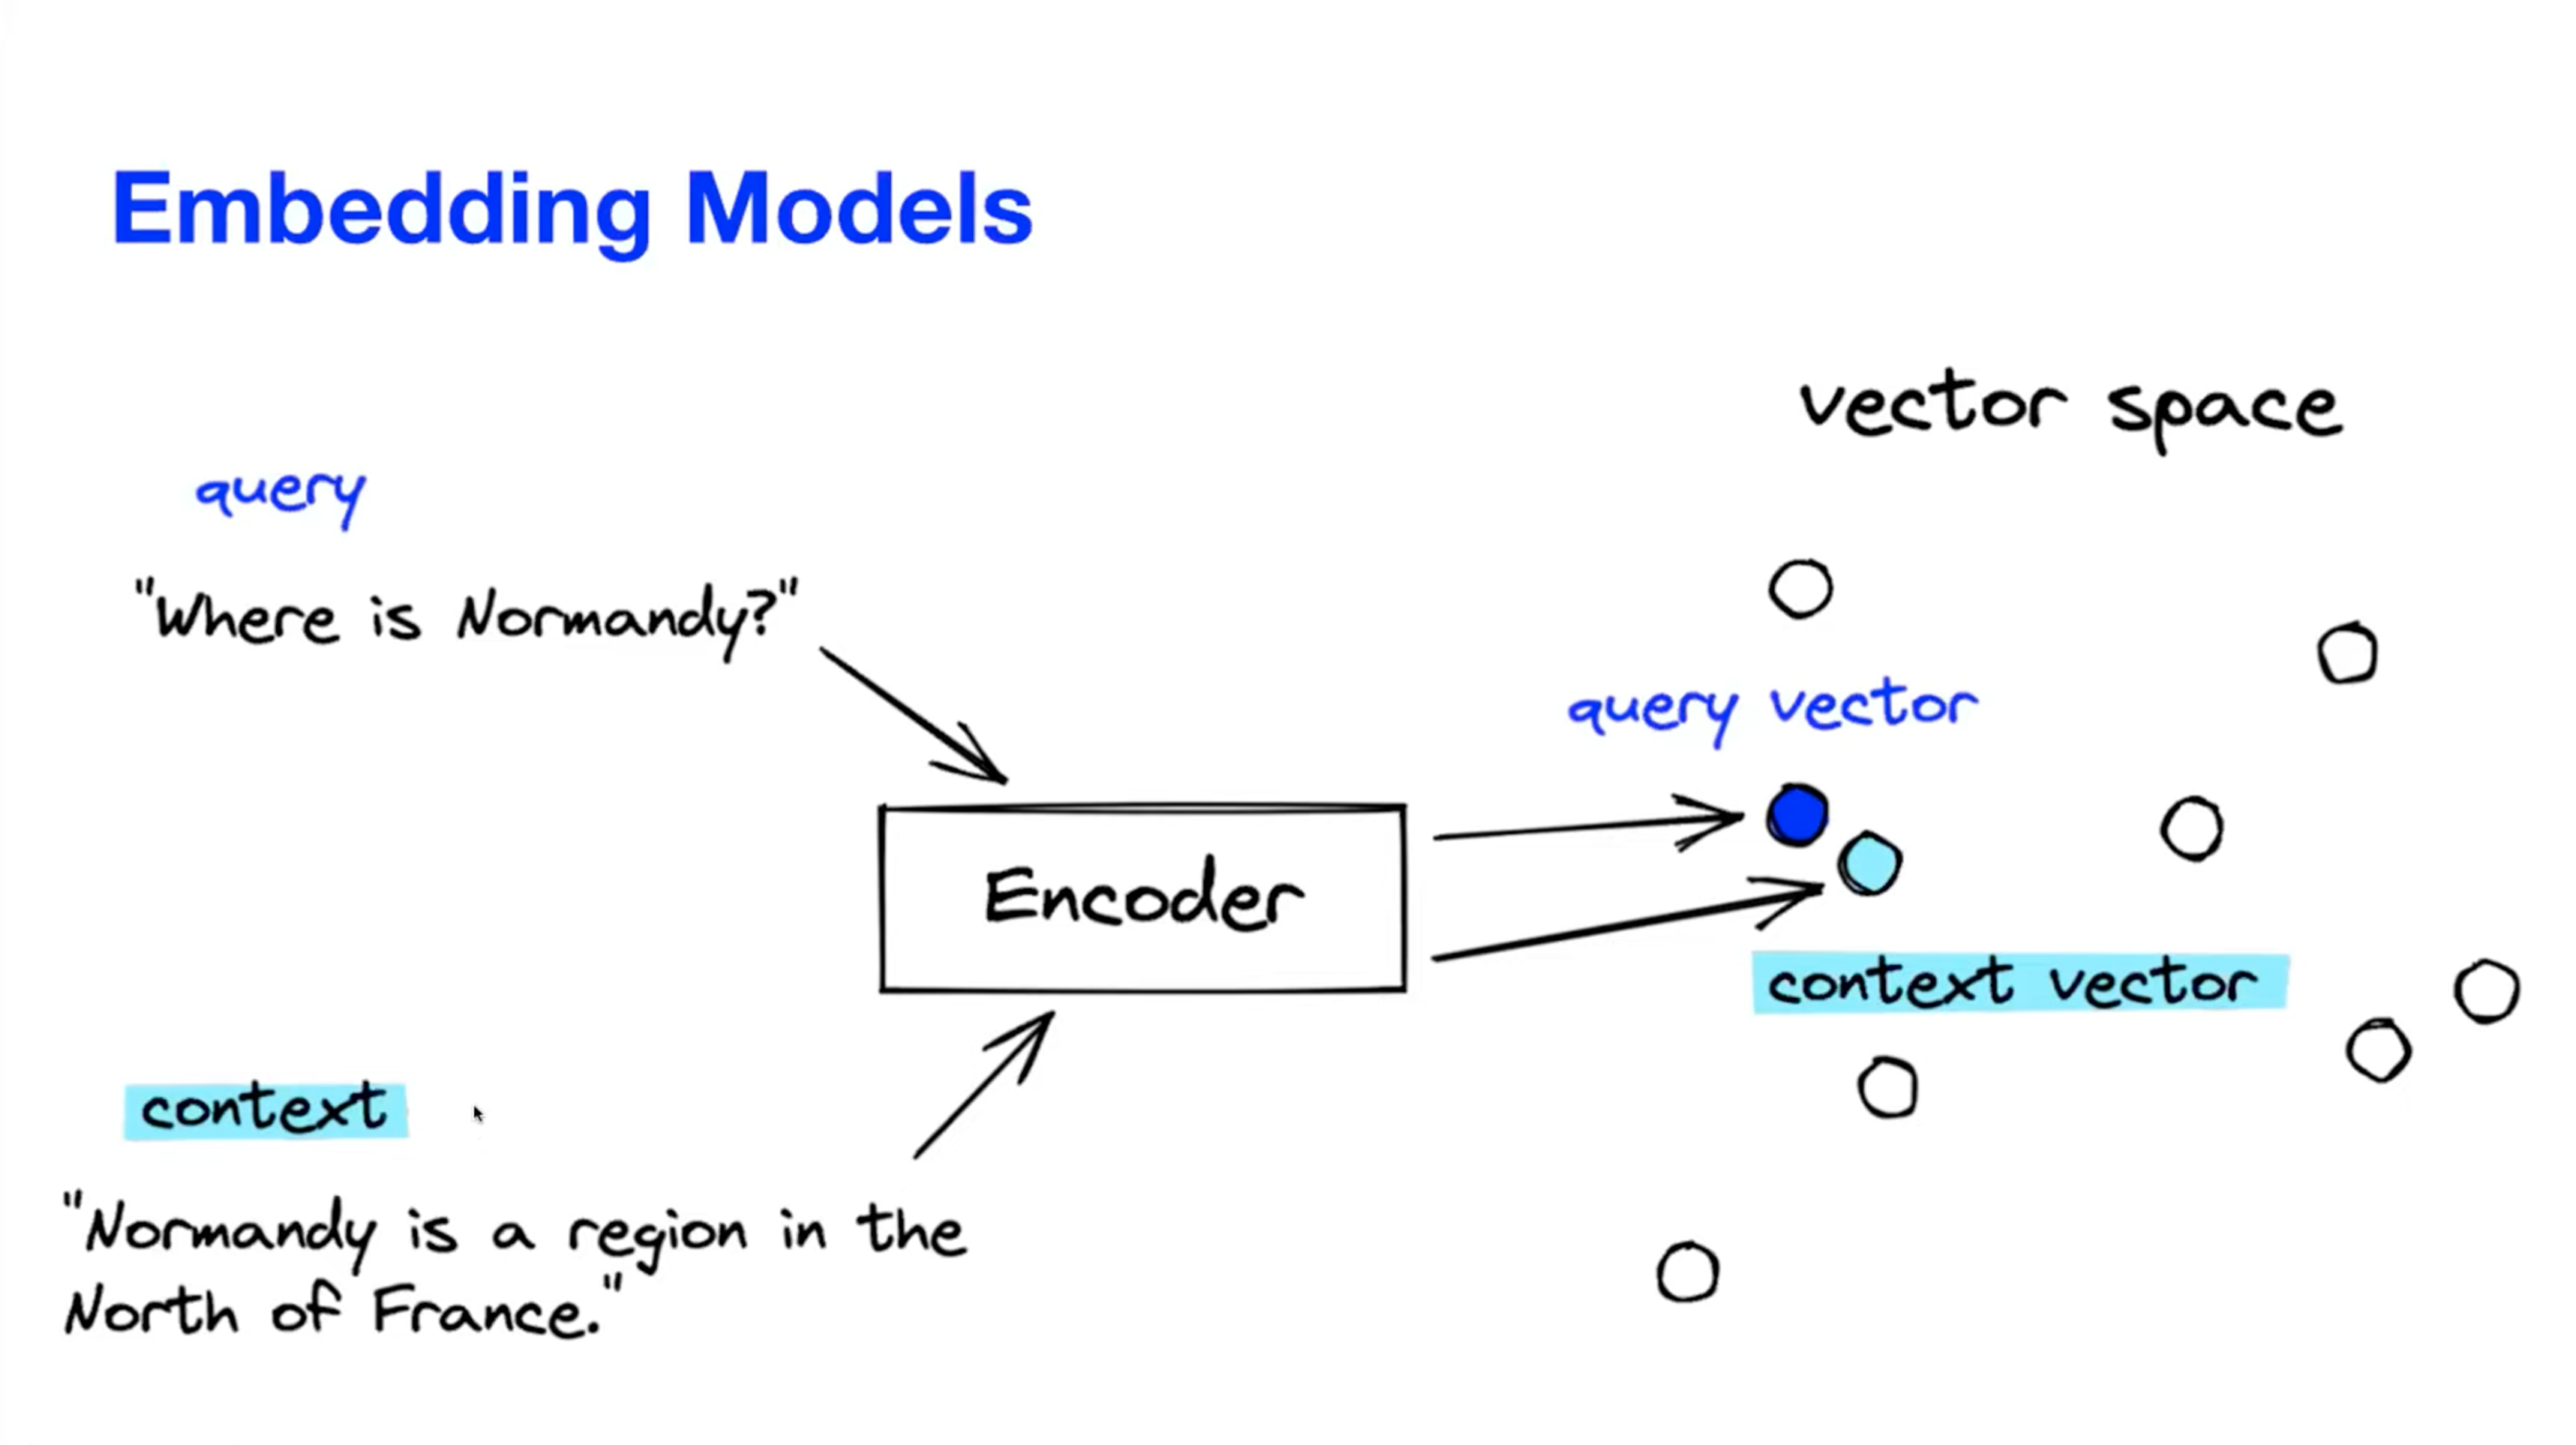 Embedding Models
vector space
query
"Where is Normandy?"
query vector
Encoder
context vector
context
"Normandy is a region in the
North of France."